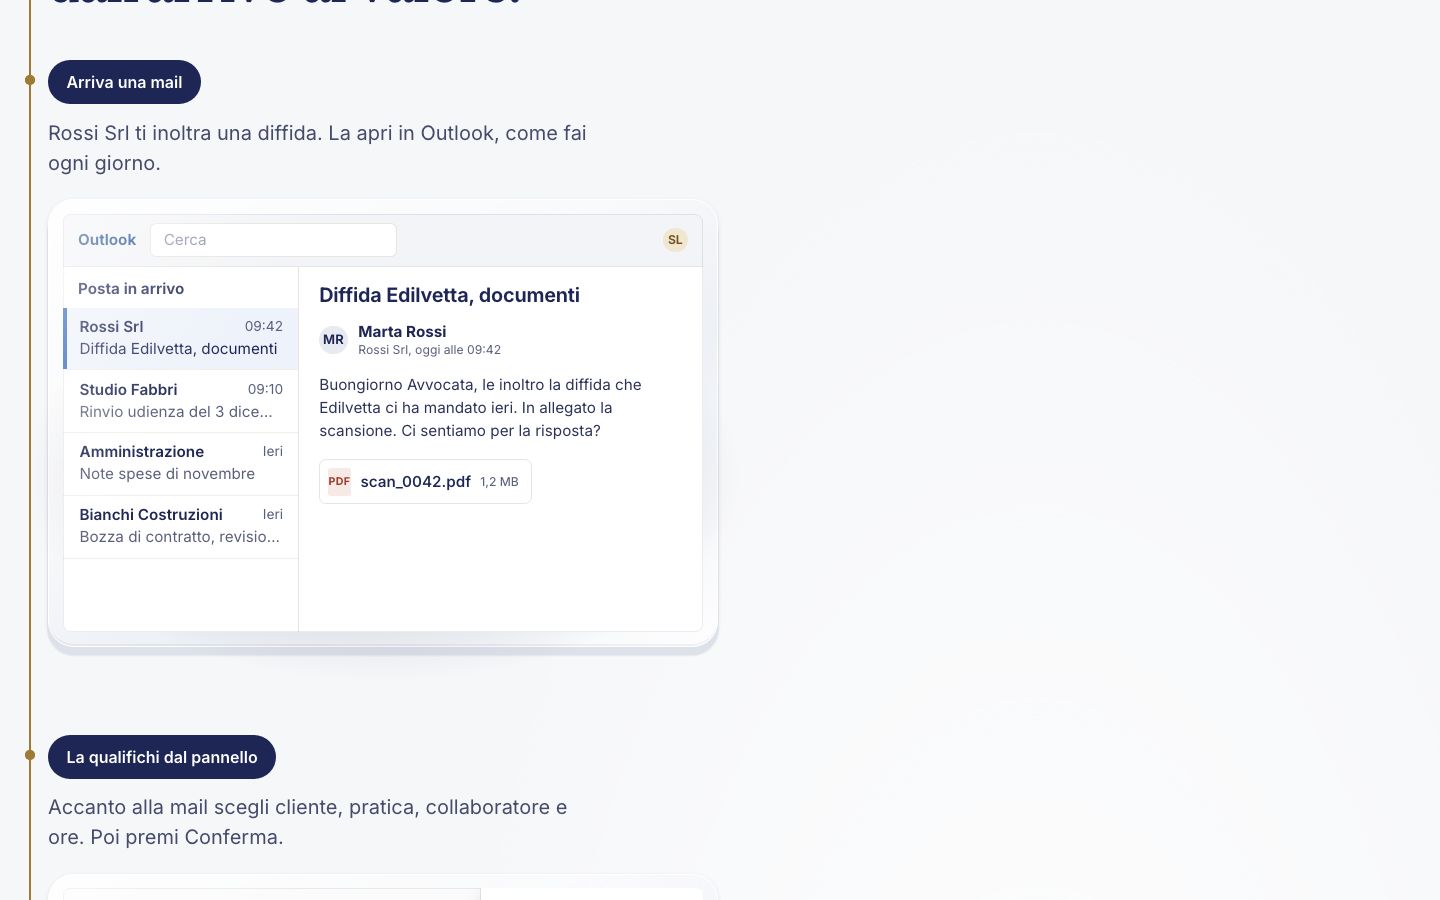 Arriva una mail
Rossi Srl ti inoltra una diffida. La apri in Outlook, come fai
ogni giorno.
Outlook
Cerca
SL
Posta in arrivo
Rossi Srl 09:42
Diffida Edilvetta, documenti
Studio Fabbri 09:10
Rinvio udienza del 3 dice...
Amministrazione Ieri
Note spese di novembre
Bianchi Costruzioni Ieri
Bozza di contratto, revisio...
Diffida Edilvetta, documenti
MR
Marta Rossi
Rossi Srl, oggi alle 09:42
Buongiorno Avvocata, le inoltro la diffida che
Edilvetta ci ha mandato ieri. In allegato la
scansione. Ci sentiamo per la risposta?
PDF scan_0042.pdf 1,2 MB
La qualifichi dal pannello
Accanto alla mail scegli cliente, pratica, collaboratore e
ore. Poi premi Conferma.